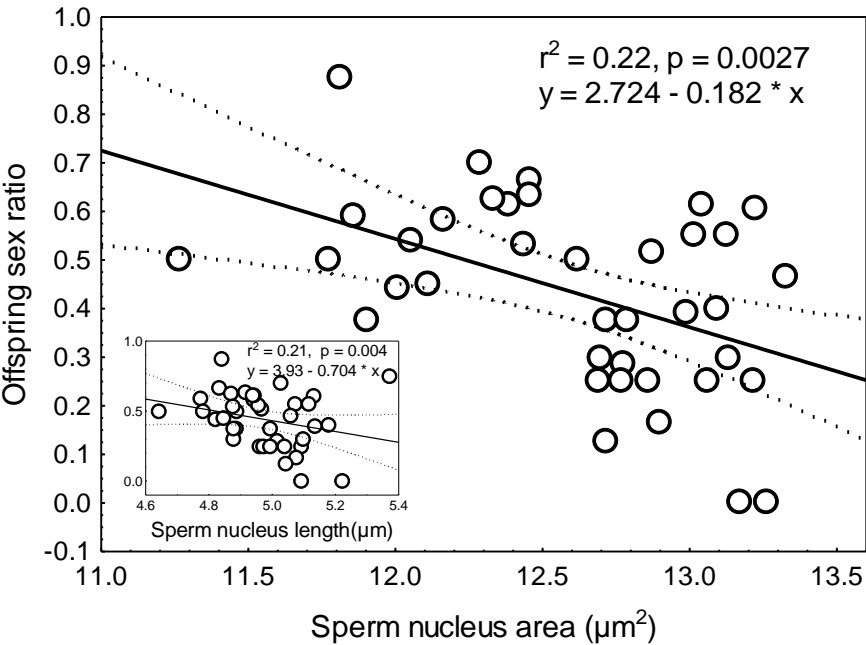 1.0
0.9
0.8
0.7
0.6
0.5
0.4
0.3
0.2
0.1
0.0
-0.1
Offspring sex ratio
r² = 0.22, p = 0.0027
y = 2.724 - 0.182 * x
1.0
0.5
0.0
r² = 0.21, p = 0.004
y = 3.93 - 0.704 * x
4.6 4.8 5.0 5.2 5.4
Sperm nucleus length(µm)
11.0 11.5 12.0 12.5 13.0 13.5
Sperm nucleus area (µm²)